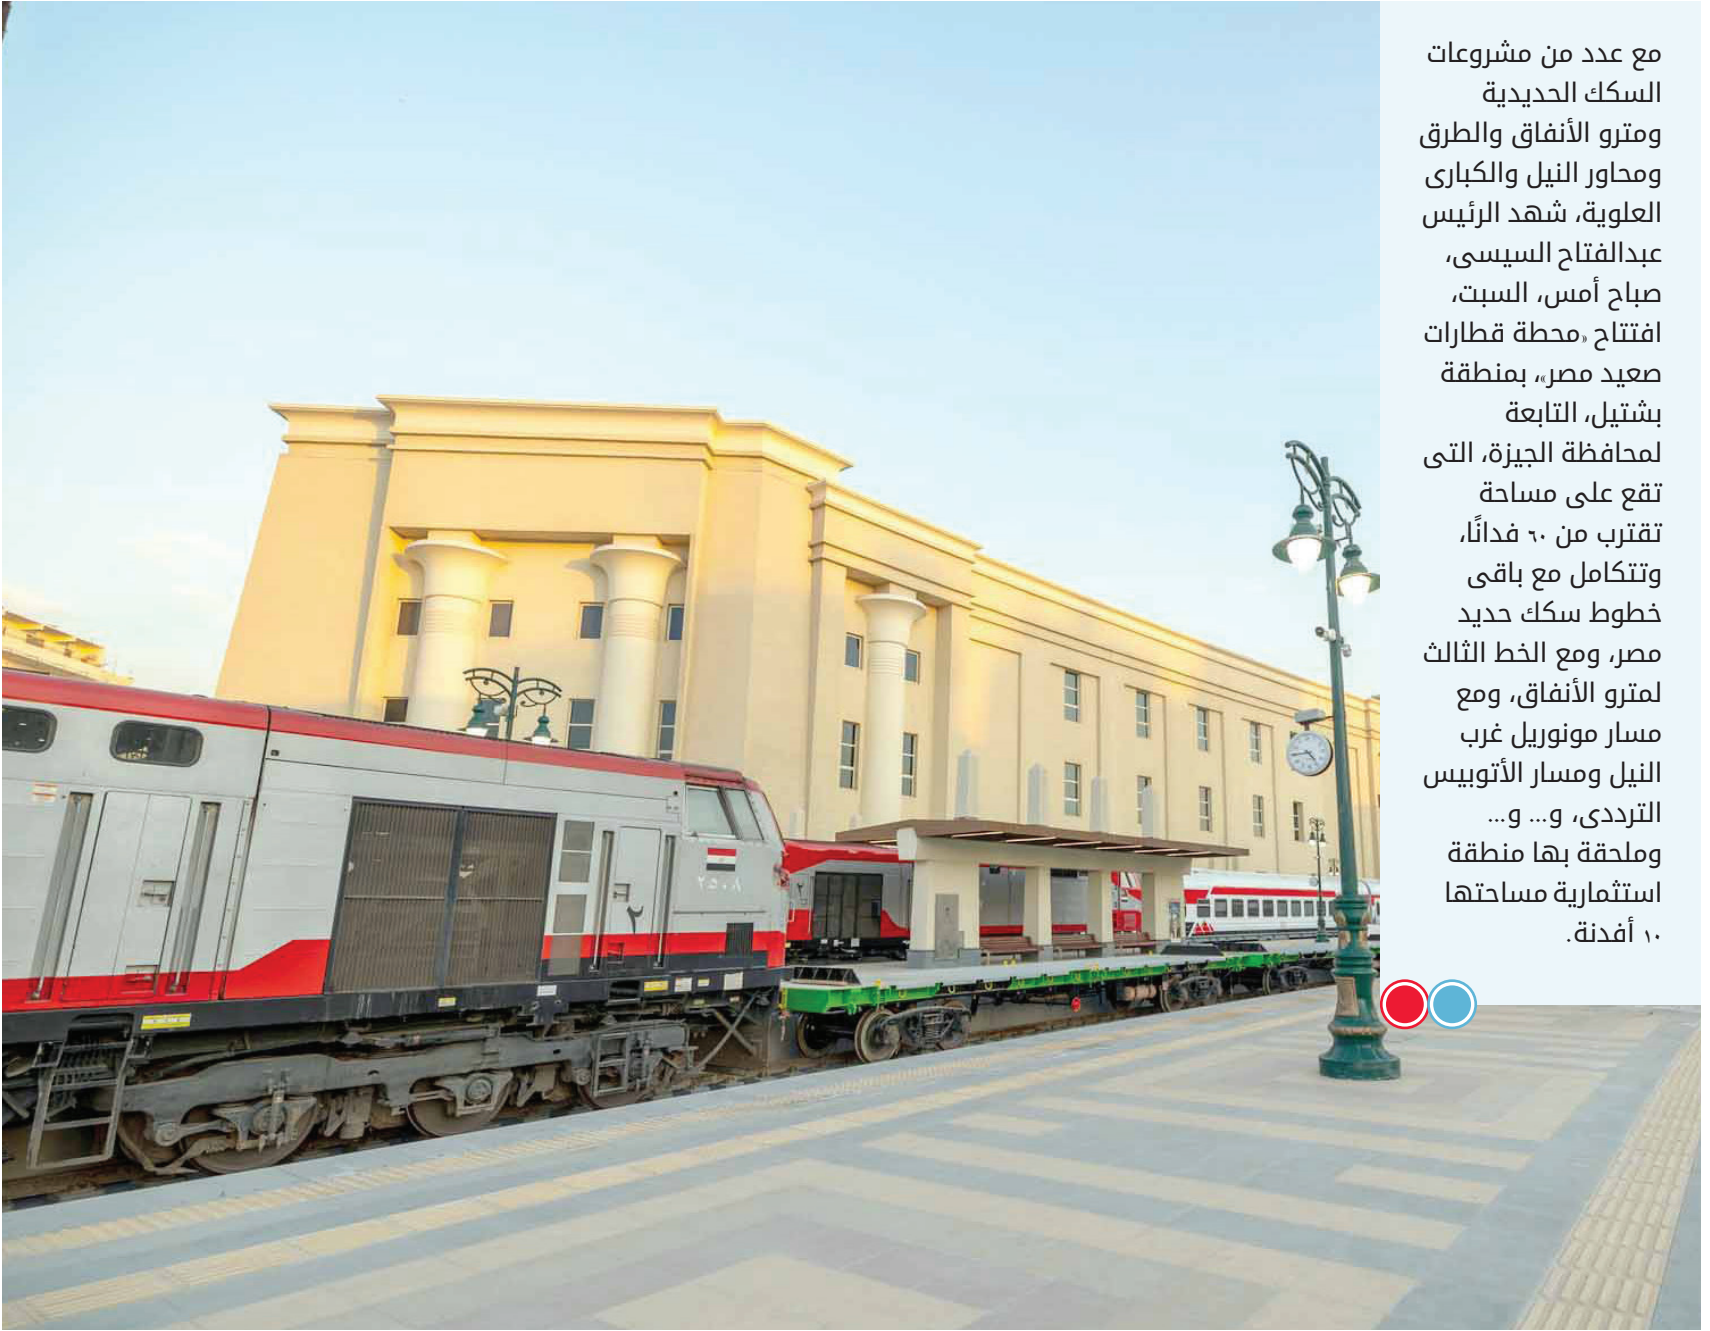 مع عدد من مشروعات
السكك الحديدية
ومترو الأنفاق والطرق
ومحاور النيل والكبارى
العلوية، شهد الرئيس
عبدالفتاح السيسى،
صباح أمس، السبت،
افتتاح «محطة قطارات
صعيد مصر»، بمنطقة
بشتيل، التابعة
لمحافظة الجيزة، التى
تقع على مساحة
تقترب من ٦٠ فدانًا،
وتتكامل مع باقى
خطوط سكك حديد
مصر، ومع الخط الثالث
لمترو الأنفاق، ومع
مسار مونوريل غرب
النيل ومسار الأتوبيس
الترددى، و... و...
وملحقة بها منطقة
استثمارية مساحتها
١٠ أفدنة.
٢٥٠٨
٢